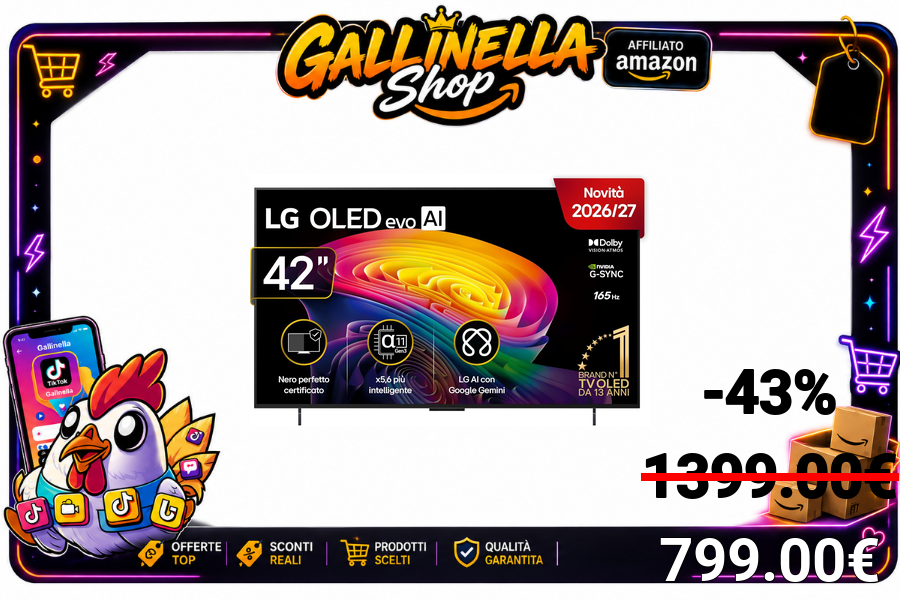 GALLINELLA
Shop
AFFILIATO
amazon
Novità
2026/27
LG OLED evo AI
42”
Dolby
VISION·ATMOS
NVIDIA
G-SYNC
165Hz
α11
Gen3
Nero perfetto
certificato
x5,6 più
intelligente
LG AI con
Google Gemini
1
BRAND N°
TV OLED
DA 13 ANNI
Gallinella
TikTok
Gallinella
-43%
1399.00€
799.00€
OFFERTE
TOP
SCONTI
REALI
PRODOTTI
SCELTI
QUALITÀ
GARANTITA